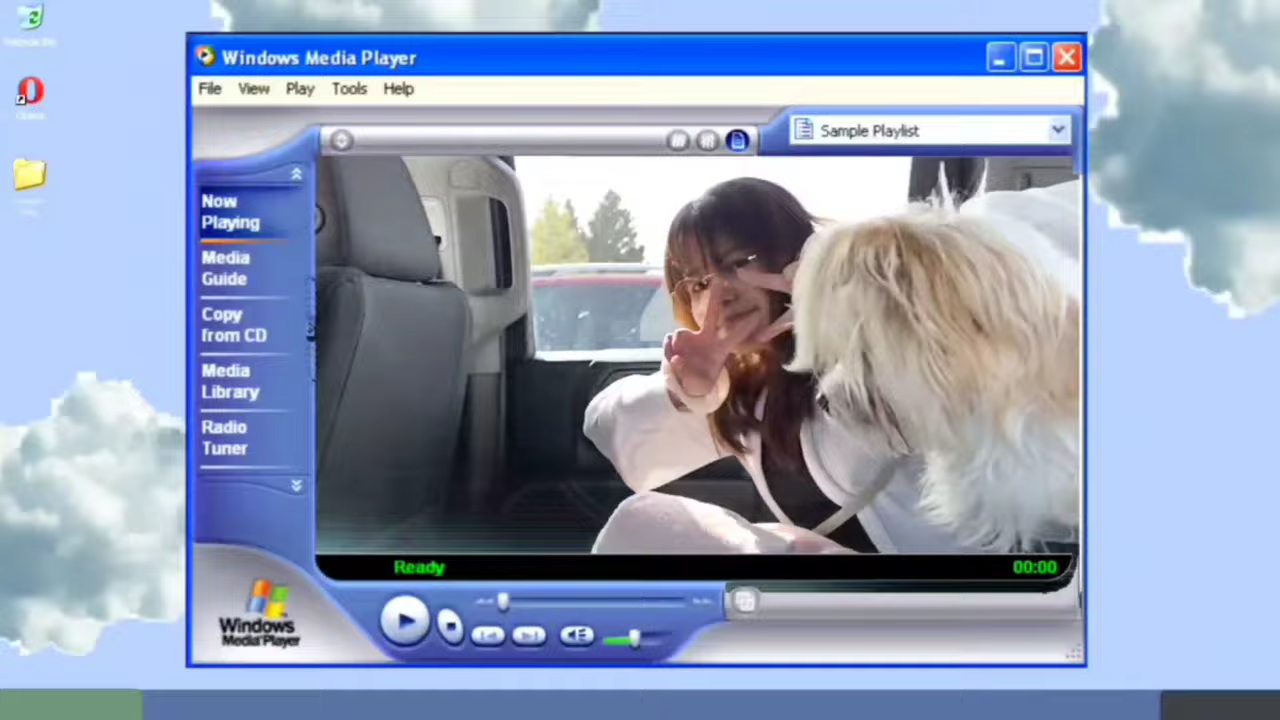 Windows Media Player
File View Play Tools Help
Sample Playlist
Now
Playing
Media
Guide
Copy
from CD
Media
Library
Radio
Tuner
Ready
00:00
Windows
Media Player